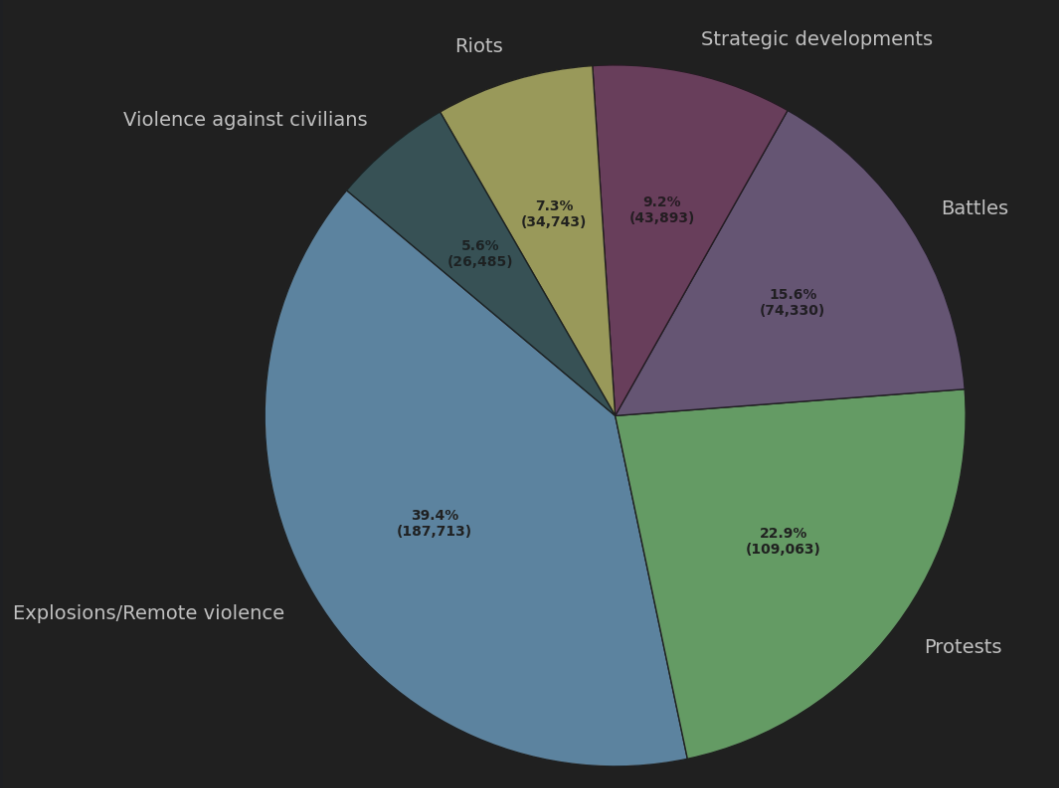 Strategic developments
Riots
Violence against civilians
Battles
9.2%
(43,893)
7.3%
(34,743)
5.6%
(26,485)
15.6%
(74,330)
39.4%
(187,713)
22.9%
(109,063)
Explosions/Remote violence
Protests